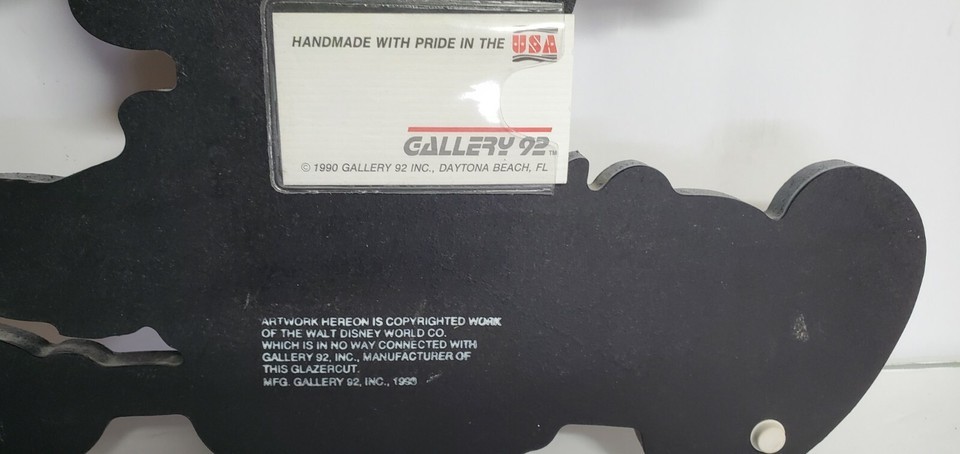 HANDMADE WITH PRIDE IN THE USA
GALLERY 92™
© 1990 GALLERY 92 INC., DAYTONA BEACH, FL
ARTWORK HEREON IS COPYRIGHTED WORK
OF THE WALT DISNEY WORLD CO.
WHICH IS IN NO WAY CONNECTED WITH
GALLERY 92, INC., MANUFACTURER OF
THIS GLAZERCUT.
MFG. GALLERY 92, INC., 1990